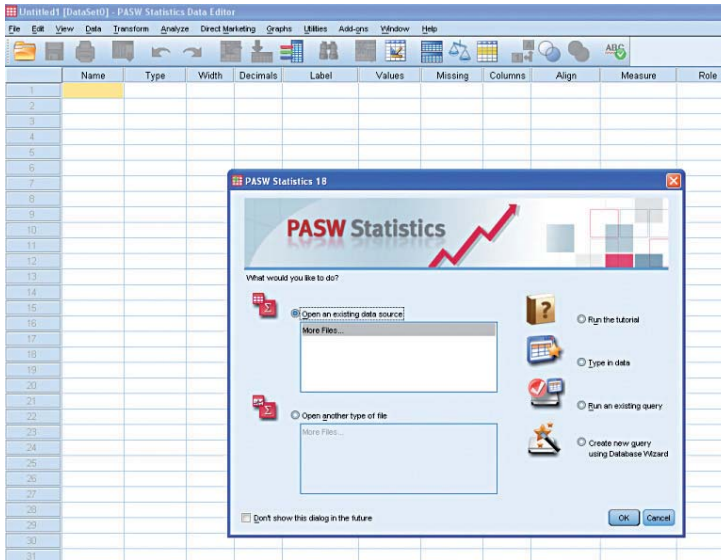 Untitled1 [DataSet0] - PASW Statistics Data Editor
File Edit View Data Transform Analyze Direct Marketing Graphs Utilities Add-ons Window Help
ABC
Name Type Width Decimals Label Values Missing Columns Align Measure Role
1
2
3
4
5
6
7
8
9
10
11
12
13
14
15
16
17
18
19
20
21
22
23
24
25
26
27
28
29
30
31
PASW Statistics 18
PASW Statistics
What would you like to do?
Open an existing data source
More Files...
Open another type of file
More Files...
Run the tutorial
Type in data
Run an existing query
Create new query
using Database Wizard
Don't show this dialog in the future
OK Cancel